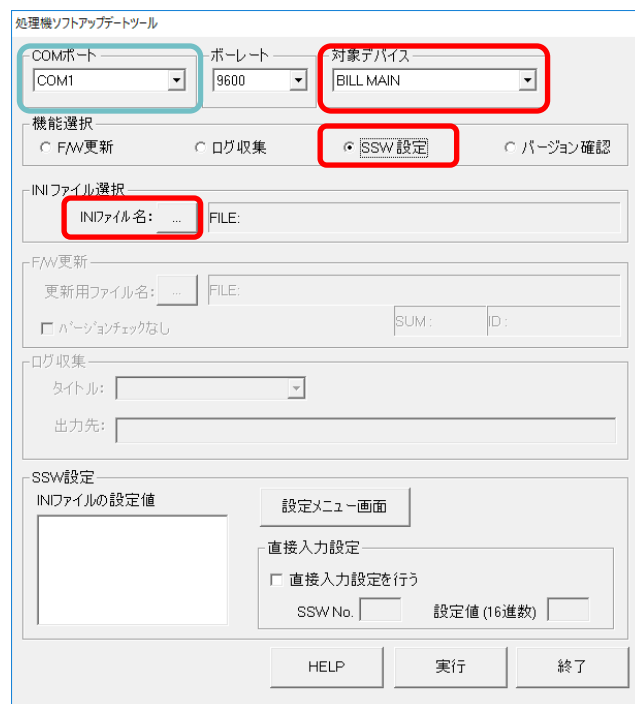 処理機ソフトアップデートツール
COMポート ボーレート 対象デバイス
COM1 9600 BILL MAIN
機能選択
F/W更新 ログ収集 SSW 設定 バージョン確認
INIファイル選択
INIファイル名: ... FILE:
F/W更新
更新用ファイル名: ... FILE:
バージョンチェックなし SUM : ID :
ログ収集
タイトル:
出力先:
SSW設定
INIファイルの設定値 設定メニュー画面
直接入力設定
直接入力設定を行う
SSW No. 設定値 (16進数)
HELP 実行 終了